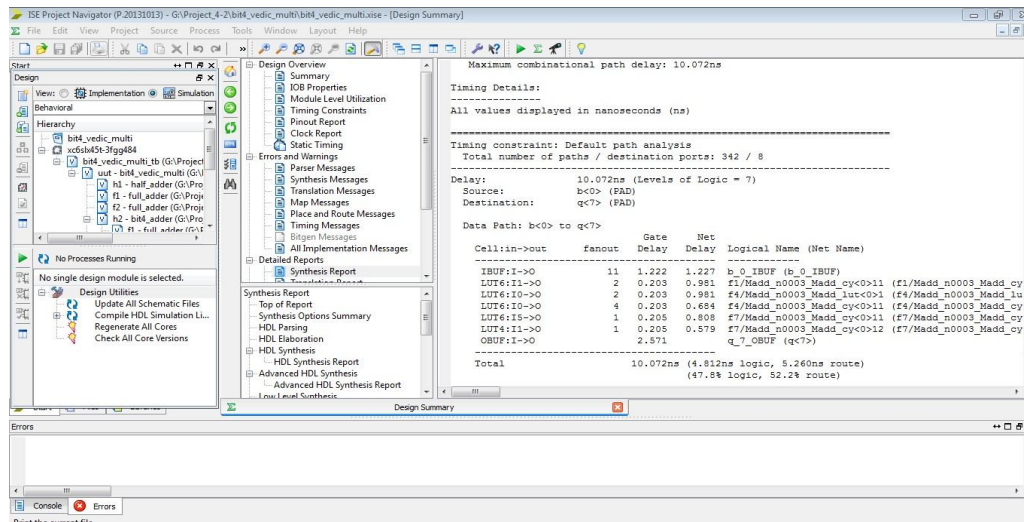 ISE Project Navigator (P.20131013) - G:\Project_4-2\bit4_vedic_multi\bit4_vedic_multi.xise - [Design Summary]
File Edit View Project Source Process Tools Window Layout Help
Start
Design
View: Implementation Simulation
Behavioral
Hierarchy
bit4_vedic_multi
xc6slx45t-3fgg484
bit4_vedic_multi_tb (G:\Project
uut - bit4_vedic_multi (G:\
h1 - half_adder (G:\Pro
f1 - full_adder (G:\Proje
f2 - full_adder (G:\Proje
h2 - bit4_adder (G:\Pro
f1 - full_adder (G:\P
No Processes Running
No single design module is selected.
Design Utilities
Update All Schematic Files
Compile HDL Simulation Li...
Regenerate All Cores
Check All Core Versions
Design Overview
Summary
IOB Properties
Module Level Utilization
Timing Constraints
Pinout Report
Clock Report
Static Timing
Errors and Warnings
Parser Messages
Synthesis Messages
Translation Messages
Map Messages
Place and Route Messages
Timing Messages
Bitgen Messages
All Implementation Messages
Detailed Reports
Synthesis Report
Translation Report
Synthesis Report
Top of Report
Synthesis Options Summary
HDL Parsing
HDL Elaboration
HDL Synthesis
HDL Synthesis Report
Advanced HDL Synthesis
Advanced HDL Synthesis Report
Low Level Synthesis
Maximum combinational path delay: 10.072ns
Timing Details:
---------------
All values displayed in nanoseconds (ns)
=========================================================================
Timing constraint: Default path analysis
Total number of paths / destination ports: 342 / 8
-------------------------------------------------------------------------
Delay: 10.072ns (Levels of Logic = 7)
Source: b<0> (PAD)
Destination: q<7> (PAD)
Data Path: b<0> to q<7>
Gate Net
Cell:in->out fanout Delay Delay Logical Name (Net Name)
---------------------------------------- ------------
IBUF:I->O 11 1.222 1.227 b_0_IBUF (b_0_IBUF)
LUT6:I1->O 2 0.203 0.981 f1/Madd_n0003_Madd_cy<0>11 (f1/Madd_n0003_Madd_cy
LUT6:I0->O 2 0.203 0.981 f4/Madd_n0003_Madd_lut<0>1 (f4/Madd_n0003_Madd_lu
LUT6:I0->O 4 0.203 0.684 f4/Madd_n0003_Madd_cy<0>11 (f4/Madd_n0003_Madd_cy
LUT6:I5->O 1 0.205 0.808 f7/Madd_n0003_Madd_cy<0>11 (f7/Madd_n0003_Madd_cy
LUT4:I1->O 1 0.205 0.579 f7/Madd_n0003_Madd_cy<0>12 (f7/Madd_n0003_Madd_cy
OBUF:I->O 2.571 q_7_OBUF (q<7>)
----------------------------------------
Total 10.072ns (4.812ns logic, 5.260ns route)
(47.8% logic, 52.2% route)
Design Summary
Errors
Console Errors
Print the current file